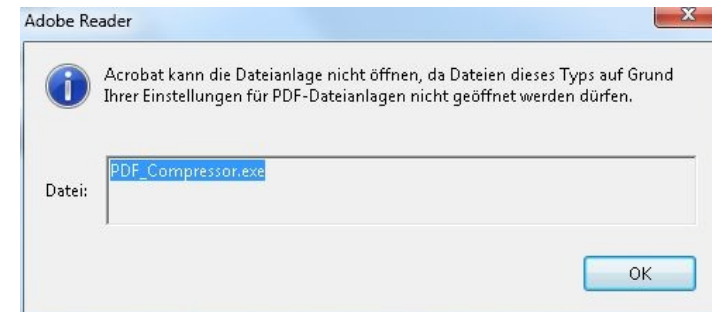 Adobe Reader
Acrobat kann die Dateianlage nicht öffnen, da Dateien dieses Typs auf Grund
Ihrer Einstellungen für PDF-Dateianlagen nicht geöffnet werden dürfen.
Datei: PDF_Compressor.exe
OK